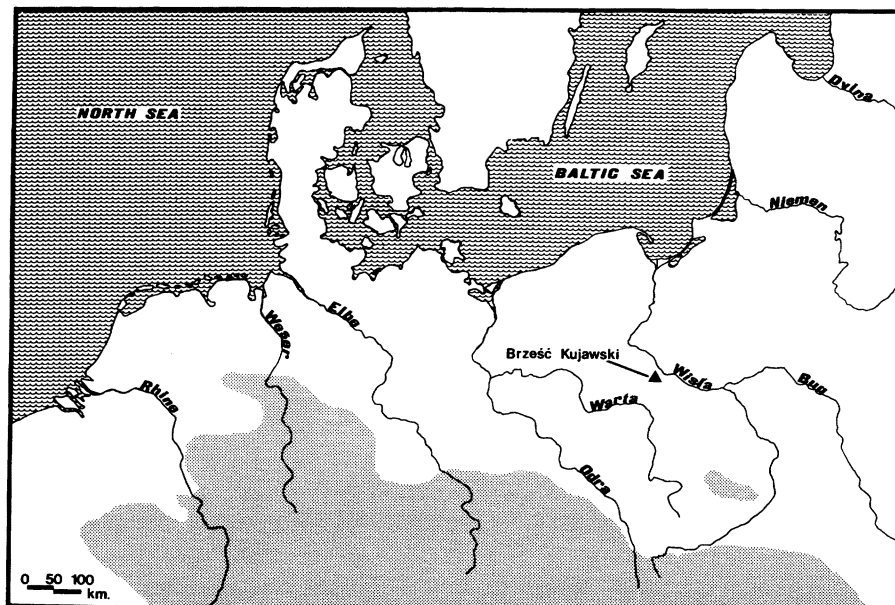 Dvina
NORTH SEA
BALTIC SEA
Niemen
Elbe
Weser
Brześć Kujawski
Wisła
Bug
Rhine
Warta
Odra
0 50 100
km.